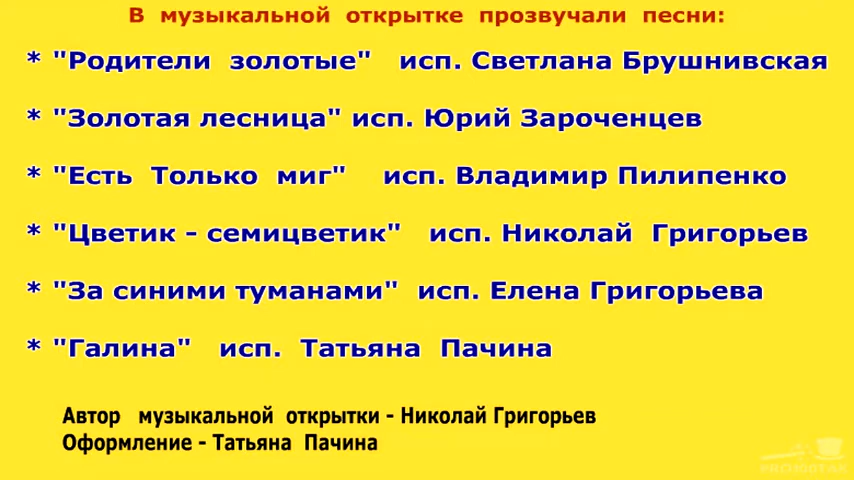 В музыкальной открытке прозвучали песни:
* "Родители золотые" исп. Светлана Брушнивская
* "Золотая лесница" исп. Юрий Зароченцев
* "Есть Только миг" исп. Владимир Пилипенко
* "Цветик - семицветик" исп. Николай Григорьев
* "За синими туманами" исп. Елена Григорьева
* "Галина" исп. Татьяна Пачина
Автор музыкальной открытки - Николай Григорьев
Оформление - Татьяна Пачина